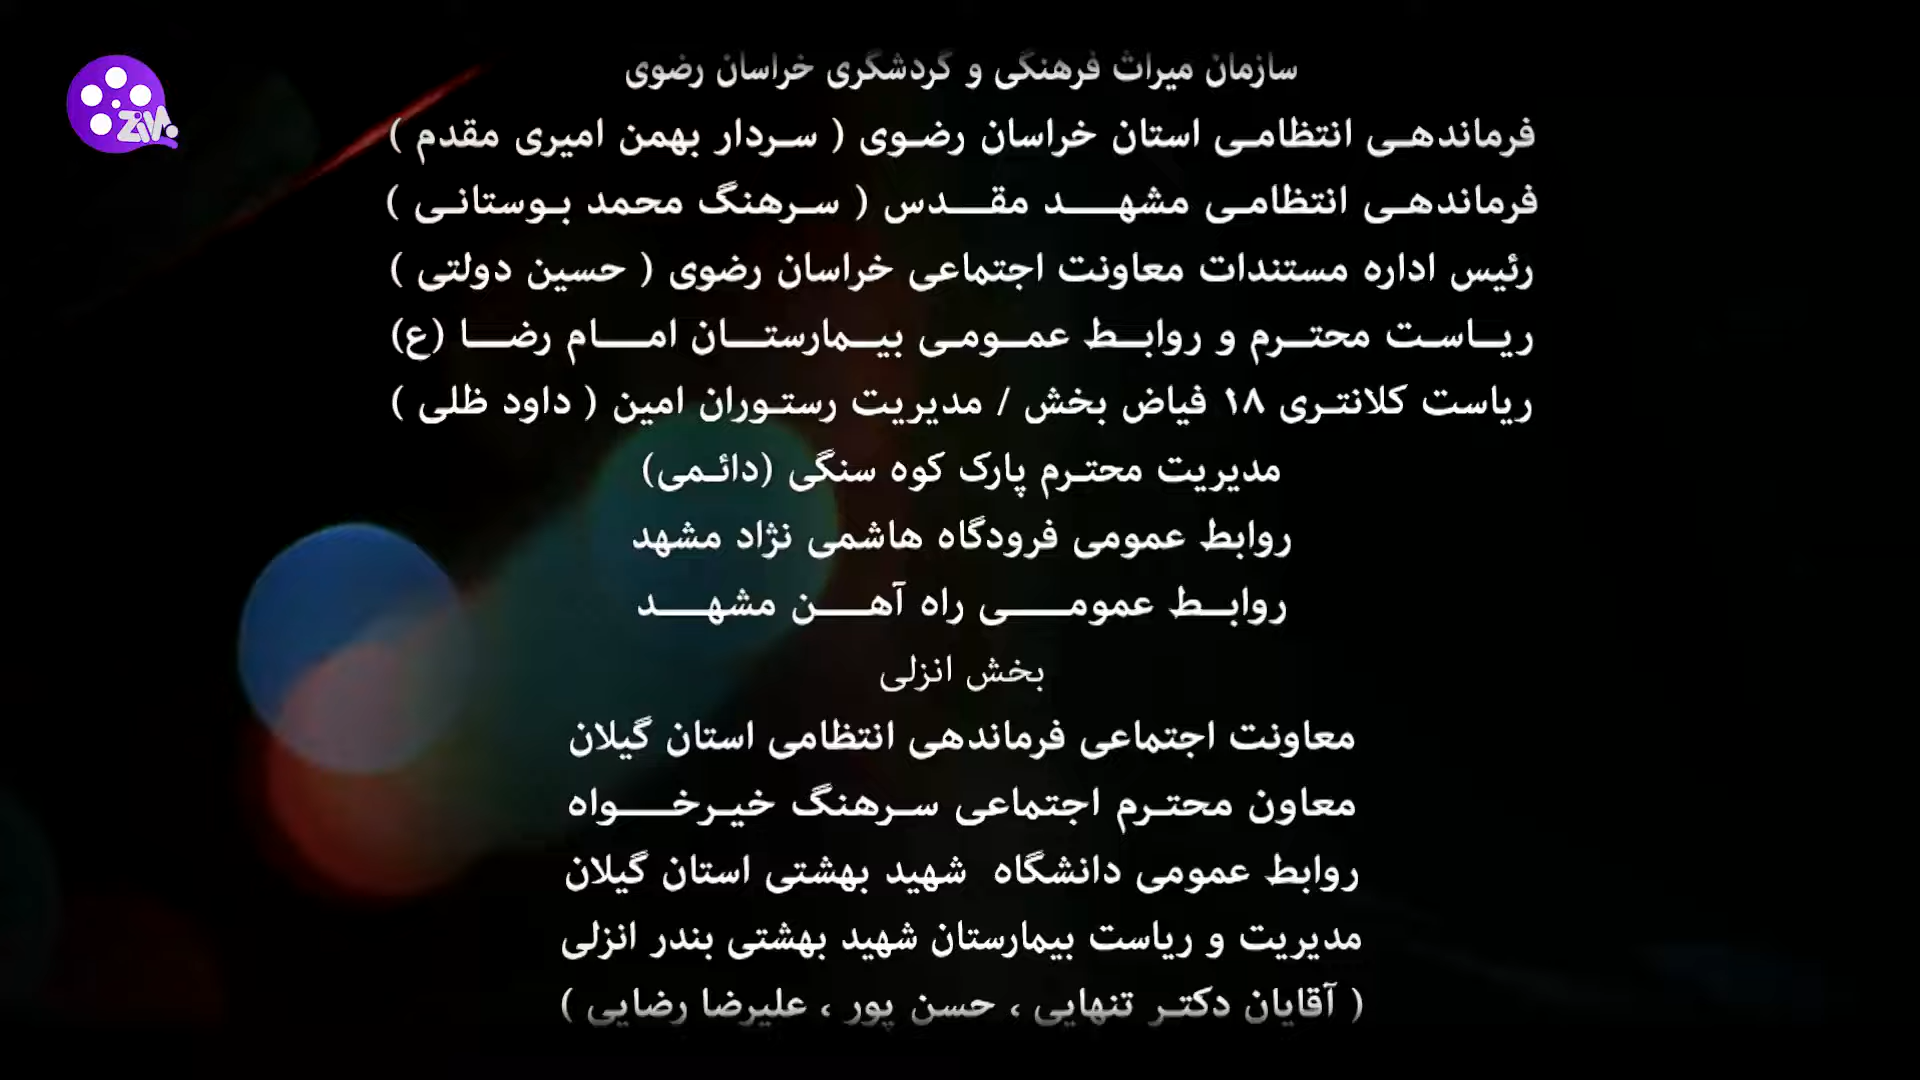 سازمان میراث فرهنگی و گردشگری خراسان رضوی
ZiMo
فرماندهی انتظامی استان خراسان رضوی ( سردار بهمن امیری مقدم )
فرماندهی انتظامی مشهد مقدس ( سرهنگ محمد بوستانی )
رئیس اداره مستندات معاونت اجتماعی خراسان رضوی ( حسین دولتی )
ریاست محترم و روابط عمومی بیمارستان امام رضا (ع)
ریاست کلانتری ۱۸ فیاض بخش / مدیریت رستوران امین ( داود ظلی )
مدیریت محترم پارک کوه سنگی (دائمی)
روابط عمومی فرودگاه هاشمی نژاد مشهد
روابط عمومی راه آهن مشهد
بخش انزلی
معاونت اجتماعی فرماندهی انتظامی استان گیلان
معاون محترم اجتماعی سرهنگ خیرخواه
روابط عمومی دانشگاه شهید بهشتی استان گیلان
مدیریت و ریاست بیمارستان شهید بهشتی بندر انزلی
( آقایان دکتر تنهایی ، حسن پور ، علیرضا رضایی )